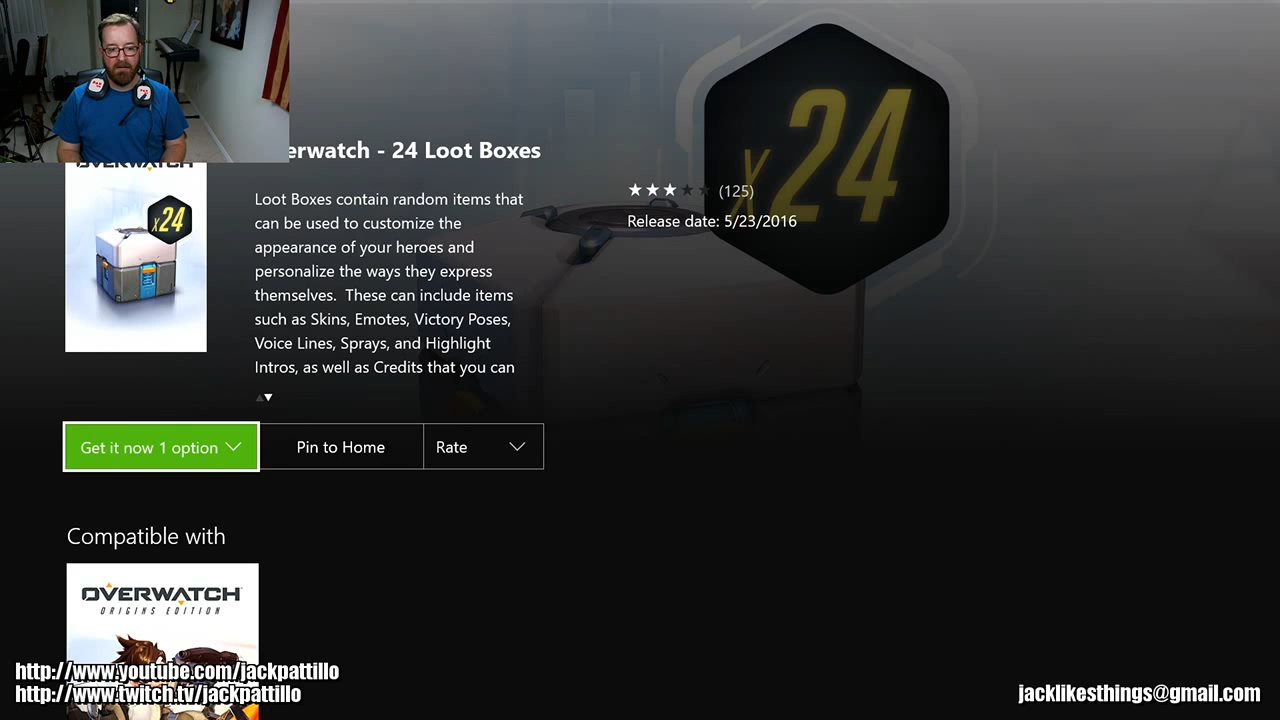 erwatch - 24 Loot Boxes
OVERWATCH
x24
x24
Loot Boxes contain random items that
can be used to customize the
appearance of your heroes and
personalize the ways they express
themselves.  These can include items
such as Skins, Emotes, Victory Poses,
Voice Lines, Sprays, and Highlight
Intros, as well as Credits that you can
(125)
Release date: 5/23/2016
Get it now 1 option
Pin to Home
Rate
Compatible with
OVERWATCH
ORIGINS EDITION
http://www.youtube.com/jackpattillo
http://www.twitch.tv/jackpattillo
jacklikesthings@gmail.com